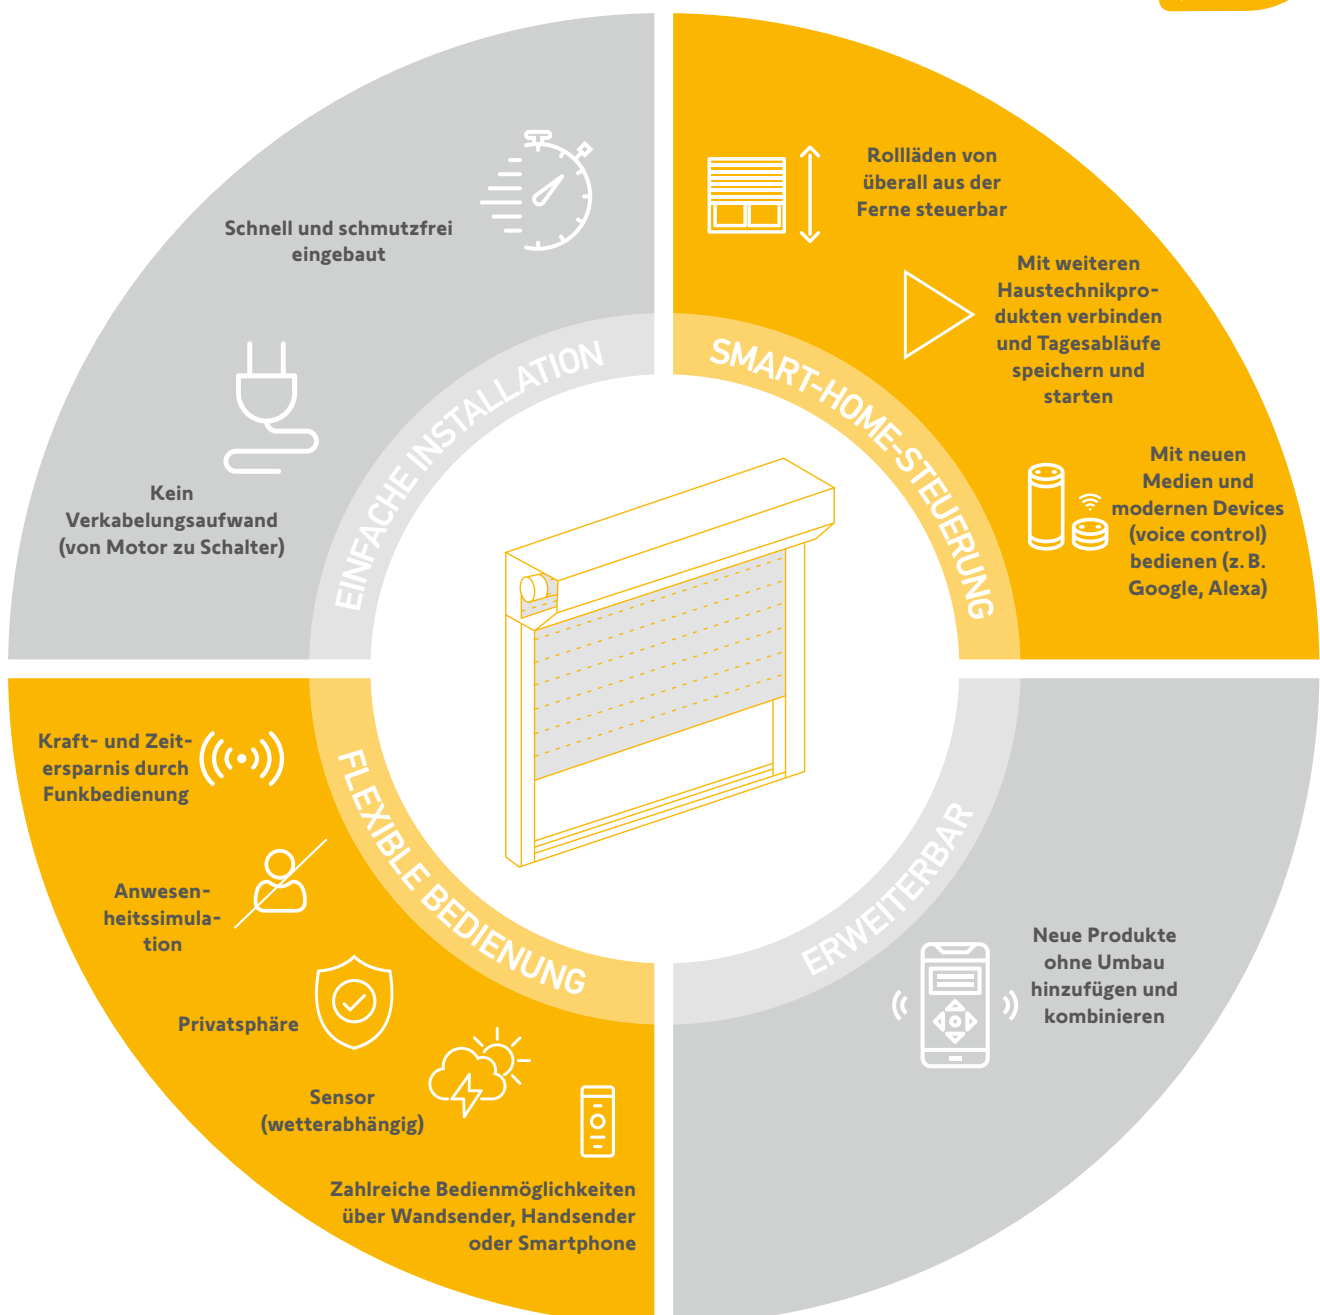 Schnell und schmutzfrei
eingebaut
Kein
Verkabelungsaufwand
(von Motor zu Schalter)
EINFACHE INSTALLATION
SMART-HOME-STEUERUNG
Rollläden von
überall aus der
Ferne steuerbar
Mit weiteren
Haustechnikpro-
dukten verbinden
und Tagesabläufe
speichern und
starten
Mit neuen
Medien und
modernen Devices
(voice control)
bedienen (z. B.
Google, Alexa)
Kraft- und Zeit-
ersparnis durch
Funkbedienung
Anwesen-
heitssimula-
tion
Privatsphäre
Sensor
(wetterabhängig)
Zahlreiche Bedienmöglichkeiten
über Wandsender, Handsender
oder Smartphone
FLEXIBLE BEDIENUNG
ERWEITERBAR
Neue Produkte
ohne Umbau
hinzufügen und
kombinieren